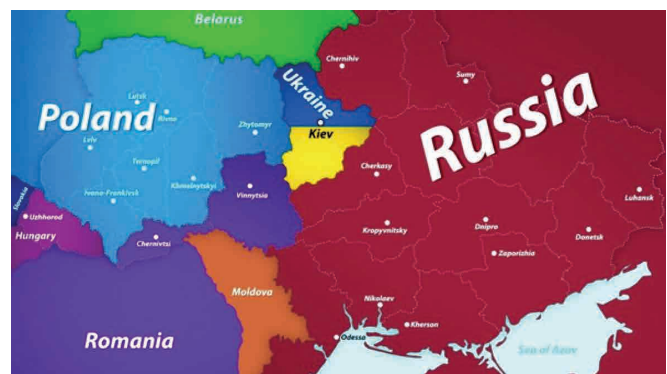 Belarus
Chernihiv
Sumy
Ukraine
Poland
Lutsk
Rivne
Kiev
Russia
Zhytomyr
Lviv
Ternopil
Khmelnytskyi
Cherkasy
Ivano-Frankivsk
Vinnytsia
Luhansk
Slovakia
Uzhhorod
Hungary
Chernivtsi
Kropyvnitsky
Dnipro
Donetsk
Zaporizhia
Moldova
Nikolaev
Kherson
Romania
Odessa
Sea of Azov